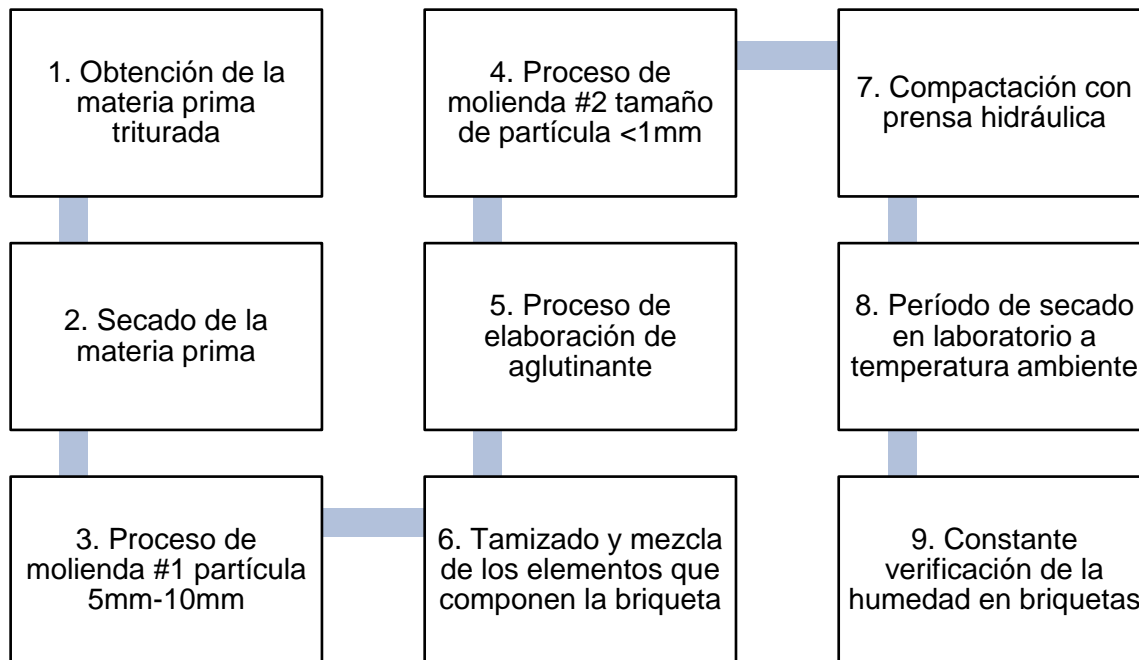 1. Obtención de la
materia prima
triturada
2. Secado de la
materia prima
3. Proceso de
molienda #1 partícula
5mm-10mm
4. Proceso de
molienda #2 tamaño
de partícula <1mm
5. Proceso de
elaboración de
aglutinante
6. Tamizado y mezcla
de los elementos que
componen la briqueta
7. Compactación con
prensa hidráulica
8. Período de secado
en laboratorio a
temperatura ambiente
9. Constante
verificación de la
humedad en briquetas